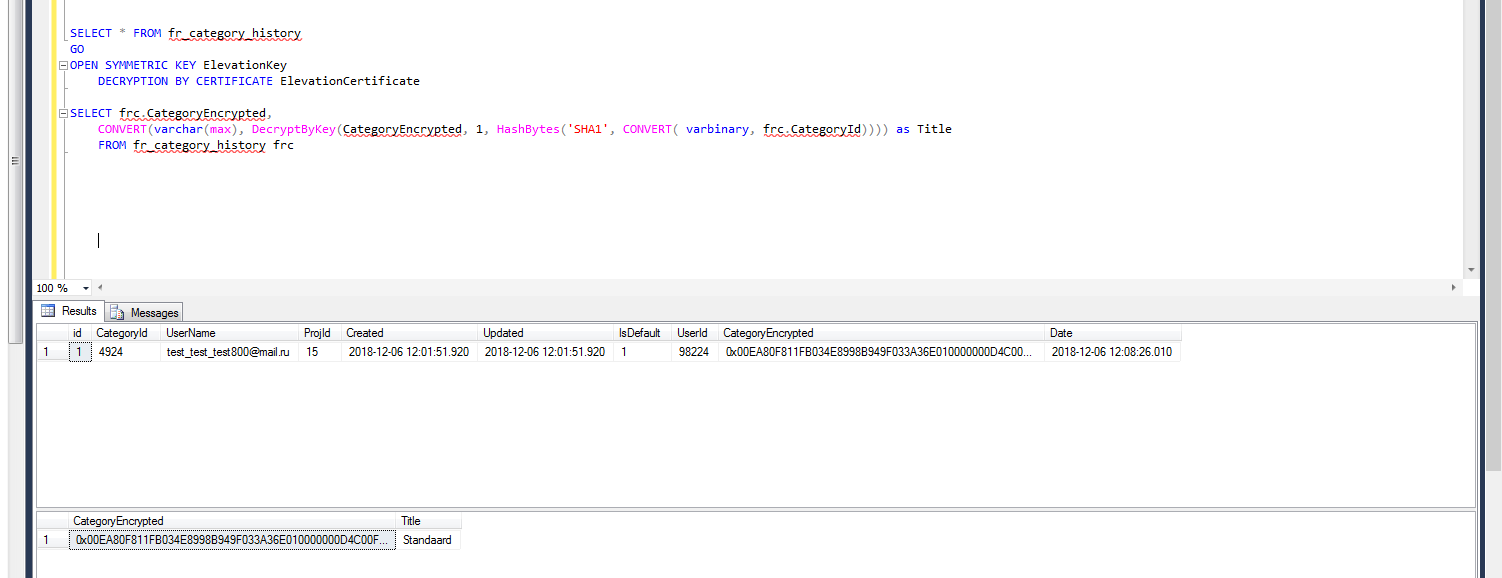 SELECT * FROM fr_category_history
GO
OPEN SYMMETRIC KEY ElevationKey
DECRYPTION BY CERTIFICATE ElevationCertificate
SELECT frc.CategoryEncrypted,
CONVERT(varchar(max), DecryptByKey(CategoryEncrypted, 1, HashBytes('SHA1', CONVERT( varbinary, frc.CategoryId)))) as Title
FROM fr_category_history frc
100 %
Results Messages
id CategoryId UserName ProjId Created Updated IsDefault UserId CategoryEncrypted Date
1 1 4924 test_test_test800@mail.ru 15 2018-12-06 12:01:51.920 2018-12-06 12:01:51.920 1 98224 0x00EA80F811FB034E8998B949F033A36E010000000D4C00... 2018-12-06 12:08:26.010
CategoryEncrypted Title
1 0x00EA80F811FB034E8998B949F033A36E010000000D4C00F... Standaard